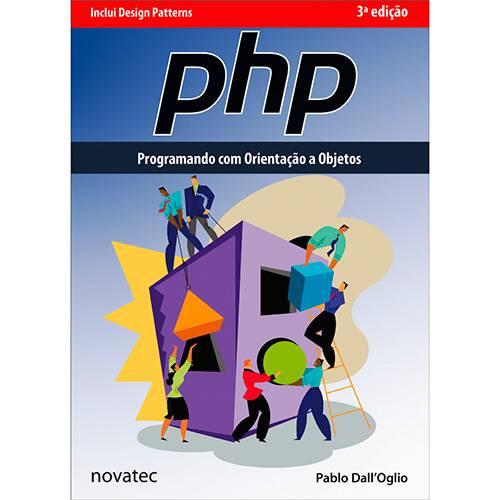 Inclui Design Patterns
3ª edição
php
Programando com Orientação a Objetos
novatec
Pablo Dall'Oglio